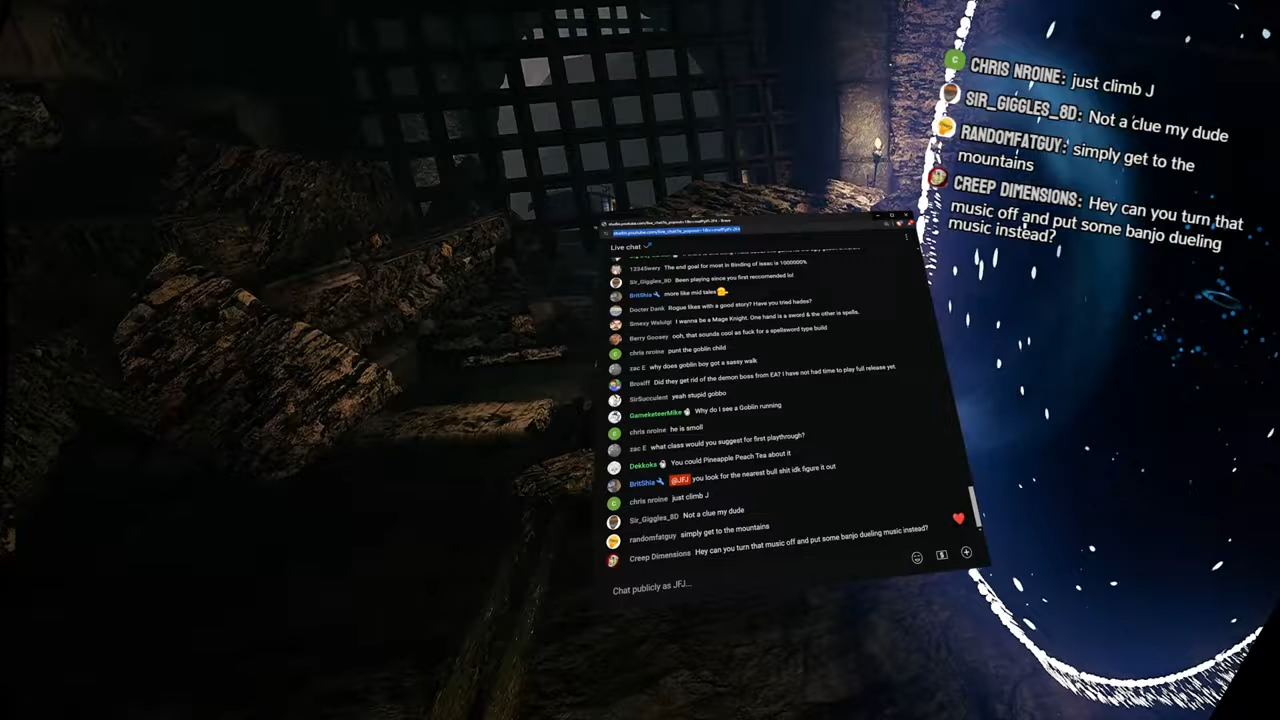 CHRIS NROINE: just climb J
SIR_GIGGLES_8D: Not a clue my dude
RANDOMFATGUY: simply get to the
mountains
CREEP DIMENSIONS: Hey can you turn that
music off and put some banjo dueling
music instead?
Live chat
12345wary The end goal for most in Binding of Issac is 1000000%
Sir_Giggles_8D Been playing since you first reccomended lol
BritShia more like mid tales
Docter Dank Rogue likes with a good story? Have you tried hades?
Smexy Waluigi I wanna be a Mage Knight. One hand is a sword & the other is spells.
Berry Goosey ooh, that sounds cool as fuck for a spellsword type build
chris nroine punt the goblin child
zac E why does goblin boy got a sassy walk
Brosiff Did they get rid of the demon boss from EA? I have not had time to play full release yet.
SirSucculent yeah stupid gobbo
GameketeerMike Why do I see a Goblin running
chris nroine he is smoll
zac E what class would you suggest for first playthrough?
Dekkoks You could Pineapple Peach Tea about it
BritShia @JFJ you look for the nearest bull shit idk figure it out
chris nroine just climb J
Sir_Giggles_8D Not a clue my dude
randomfatguy simply get to the mountains
Creep Dimensions Hey can you turn that music off and put some banjo dueling music instead?
Chat publicly as JFJ...